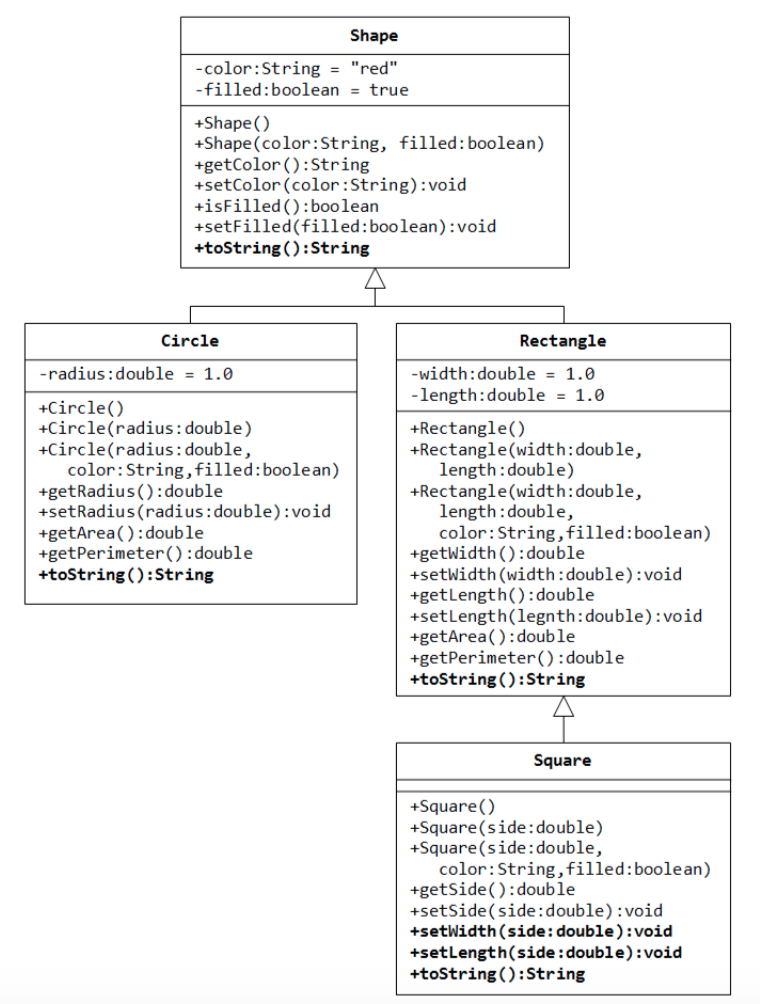 Shape
-color:String = "red"
-filled:boolean = true
+Shape()
+Shape(color:String, filled:boolean)
+getColor():String
+setColor(color:String):void
+isFilled():boolean
+setFilled(filled:boolean):void
+toString():String
Circle
-radius:double = 1.0
+Circle()
+Circle(radius:double)
+Circle(radius:double,
color:String,filled:boolean)
+getRadius():double
+setRadius(radius:double):void
+getArea():double
+getPerimeter():double
+toString():String
Rectangle
-width:double = 1.0
-length:double = 1.0
+Rectangle()
+Rectangle(width:double,
length:double)
+Rectangle(width:double,
length:double,
color:String,filled:boolean)
+getWidth():double
+setWidth(width:double):void
+getLength():double
+setLength(legnth:double):void
+getArea():double
+getPerimeter():double
+toString():String
Square
+Square()
+Square(side:double)
+Square(side:double,
color:String,filled:boolean)
+getSide():double
+setSide(side:double):void
+setWidth(side:double):void
+setLength(side:double):void
+toString():String